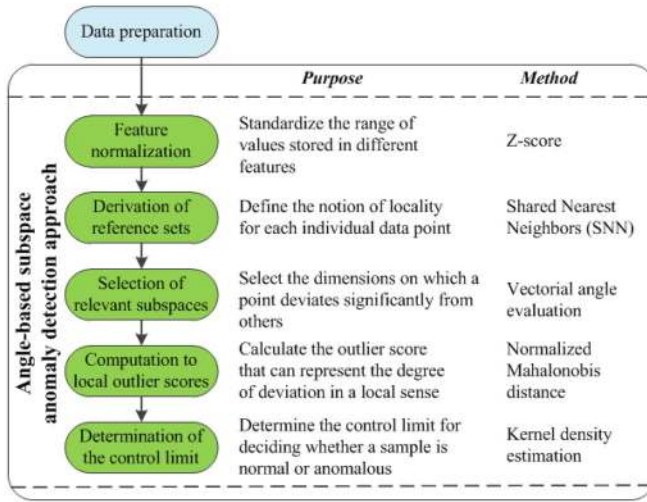 Data preparation
Purpose
Method
Angle-based subspace
anomaly detection approach
Feature
normalization
Standardize the range of
values stored in different
features
Z-score
Derivation of
reference sets
Define the notion of locality
for each individual data point
Shared Nearest
Neighbors (SNN)
Selection of
relevant subspaces
Select the dimensions on which a
point deviates significantly from
others
Vectorial angle
evaluation
Computation to
local outlier scores
Calculate the outlier score
that can represent the degree
of deviation in a local sense
Normalized
Mahalonobis
distance
Determination of
the control limit
Determine the control limit for
deciding whether a sample is
normal or anomalous
Kernel density
estimation